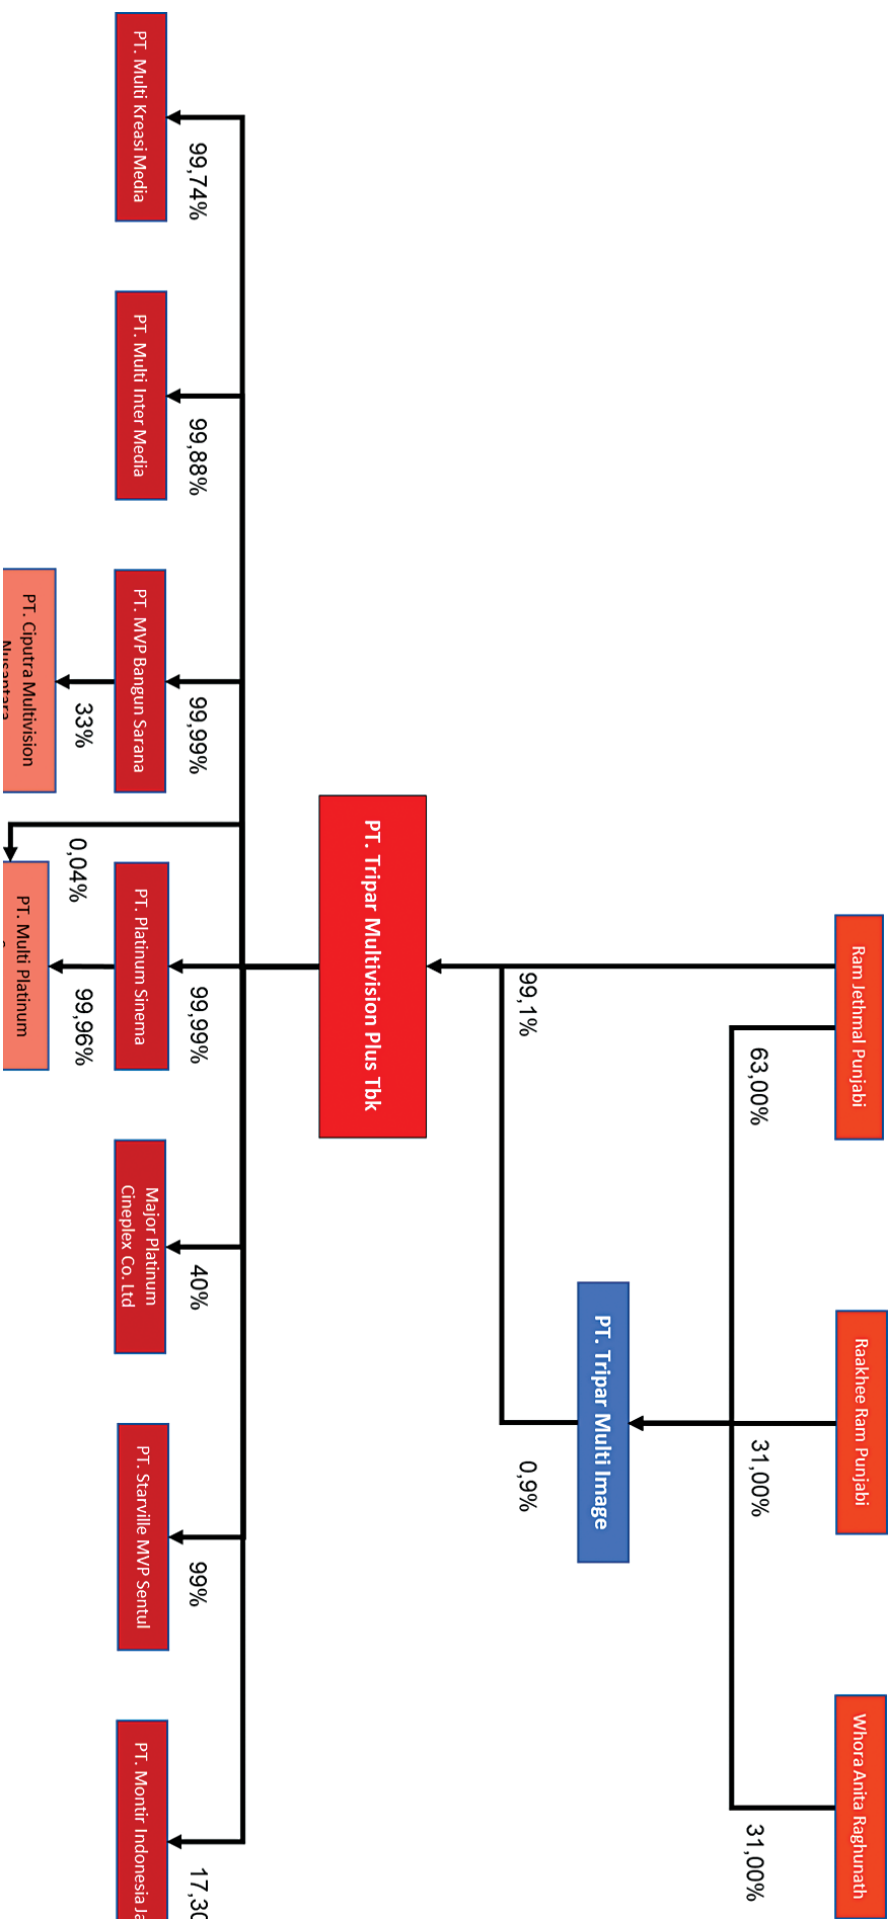 Ram Jethmal Punjabi
Raakhee Ram Punjabi
Whora Anita Raghunath
63,00%
31,00%
31,00%
PT. Tripar Multi Image
99,1%
0,9%
PT. Tripar Multivision Plus Tbk
99,74%
99,88%
99,99%
99,99%
40%
99%
17,30
PT. Multi Kreasi Media
PT. Multi Inter Media
PT. MVP Bangun Sarana
PT. Platinum Sinema
Major Platinum
Cineplex Co. Ltd
PT. Starville MVP Sentul
PT. Montir Indonesia
33%
0,04%
99,96%
PT. Ciputra Multivision
Nusantara
PT. Multi Platinum